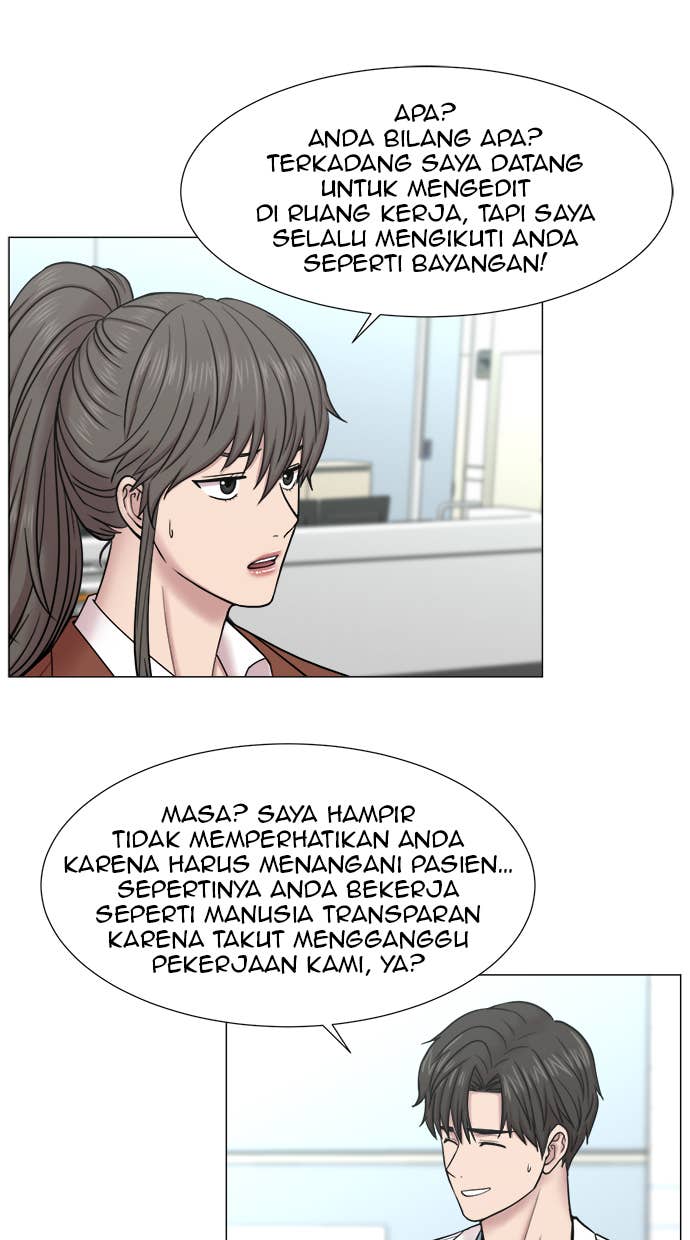 APA?
ANDA BILANG APA?
TERKADANG SAYA DATANG
UNTUK MENGEDIT
DI RUANG KERJA, TAPI SAYA
SELALU MENGIKUTI ANDA
SEPERTI BAYANGAN!
MASA? SAYA HAMPIR
TIDAK MEMPERHATIKAN ANDA
KARENA HARUS MENANGANI PASIEN...
SEPERTINYA ANDA BEKERJA
SEPERTI MANUSIA TRANSPARAN
KARENA TAKUT MENGGANGGU
PEKERJAAN KAMI, YA?